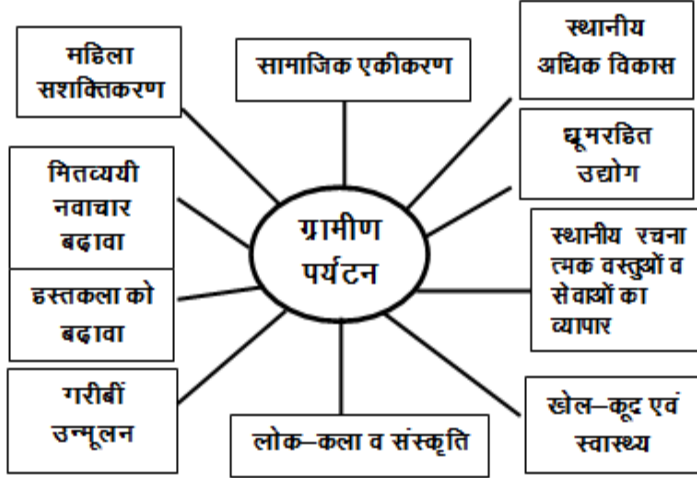 महिला
सशक्तिकरण
सामाजिक एकीकरण
स्थानीय
अधिक विकास
मितव्ययी
नवाचार
बढ़ावा
धूमरहित
उद्योग
ग्रामीण
पर्यटन
हस्तकला को
बढ़ावा
स्थानीय रचना
त्मक वस्तुओं व
सेवाओं का
व्यापार
गरीबीं
उन्मूलन
लोक–कला व संस्कृति
खेल–कूद एवं
स्वास्थ्य